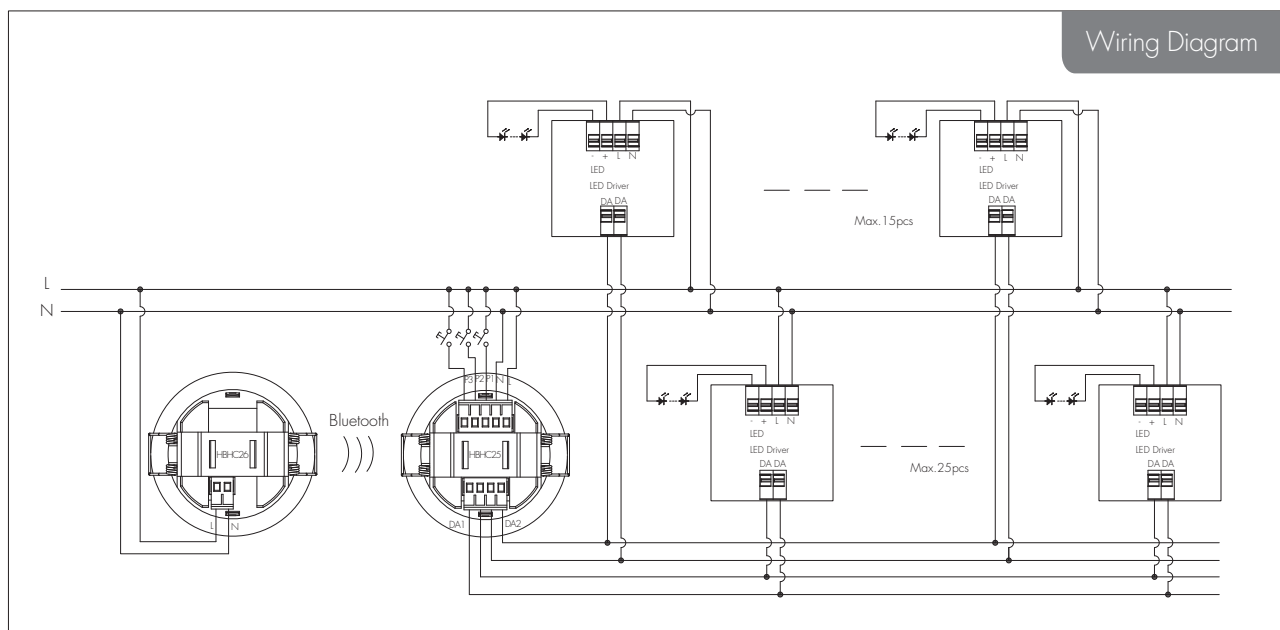 Wiring Diagram
- + L N
LED
LED Driver
DA DA
Max.15pcs
- + L N
LED
LED Driver
DA DA
L
N
P3 P2 P1 N L
HBHC26
L N
Bluetooth
HBHC25
DA1 DA2
- + L N
LED
LED Driver
DA DA
Max.25pcs
- + L N
LED
LED Driver
DA DA